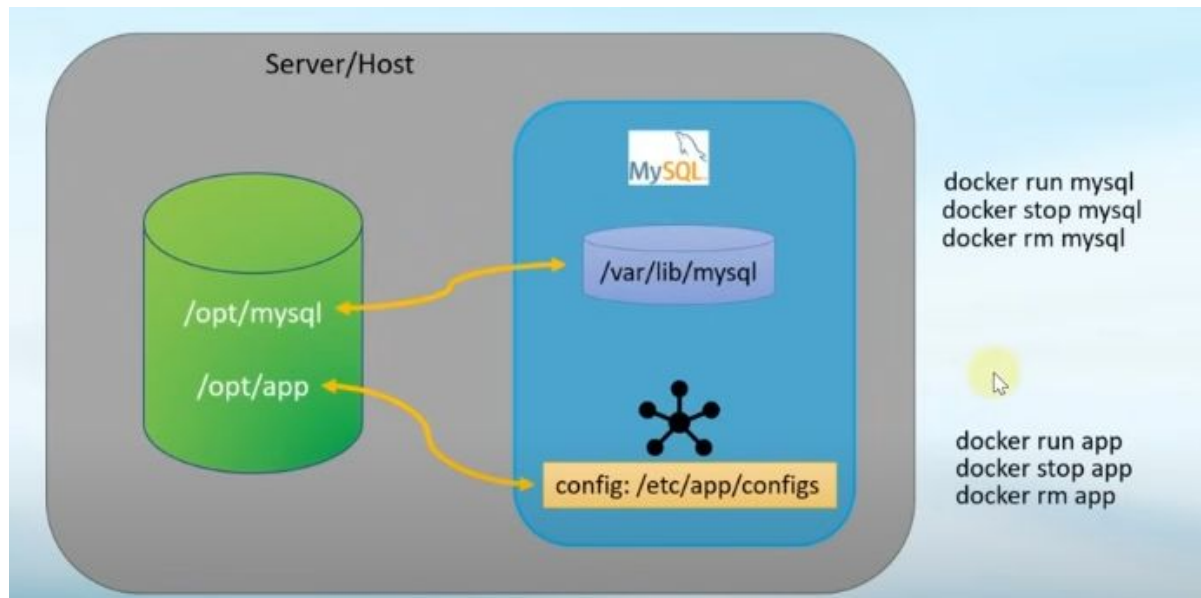 Server/Host
MySQL
/opt/mysql
/var/lib/mysql
/opt/app
config: /etc/app/configs
docker run mysql
docker stop mysql
docker rm mysql
docker run app
docker stop app
docker rm app